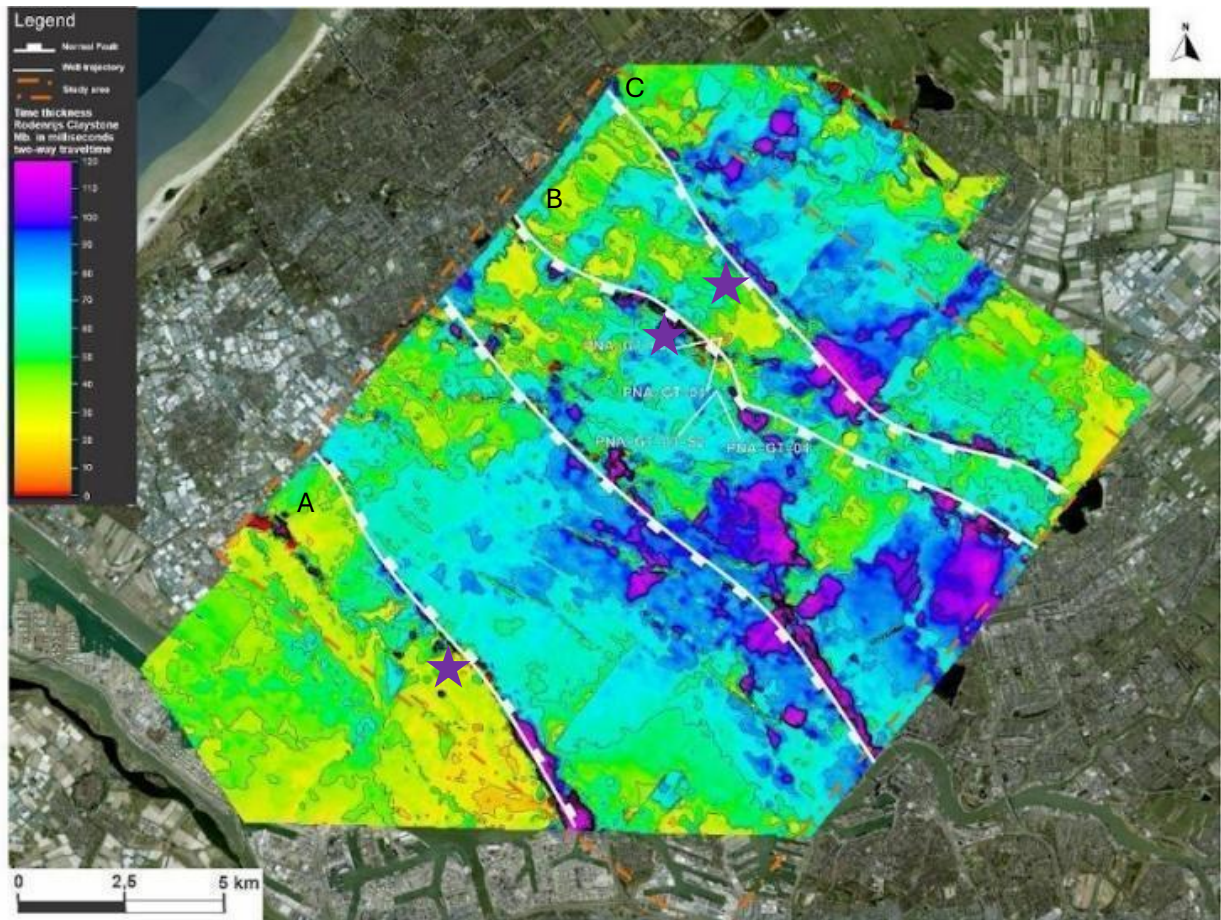 Legend
Normal Fault
Well trajectory
Study area
Time thickness
Rodenrijs Claystone
Mb. in milliseconds
two-way traveltime
120
110
100
90
80
70
60
50
40
30
20
10
0
N
C
B
A
PNA-GT-01-S2
PNA-GT-04
0 2,5 5 km